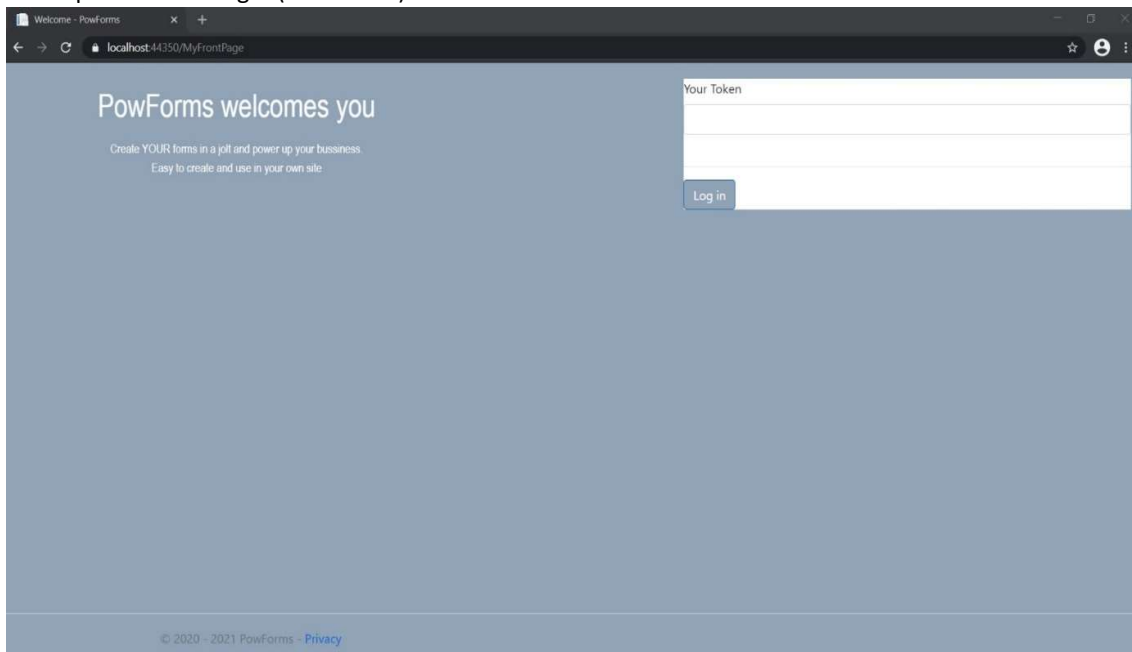 Welcome - PowForms
localhost:44350/MyFrontPage
PowForms welcomes you
Create YOUR forms in a jolt and power up your bussiness.
Easy to create and use in your own site
Your Token
Log in
© 2020 - 2021 PowForms - Privacy